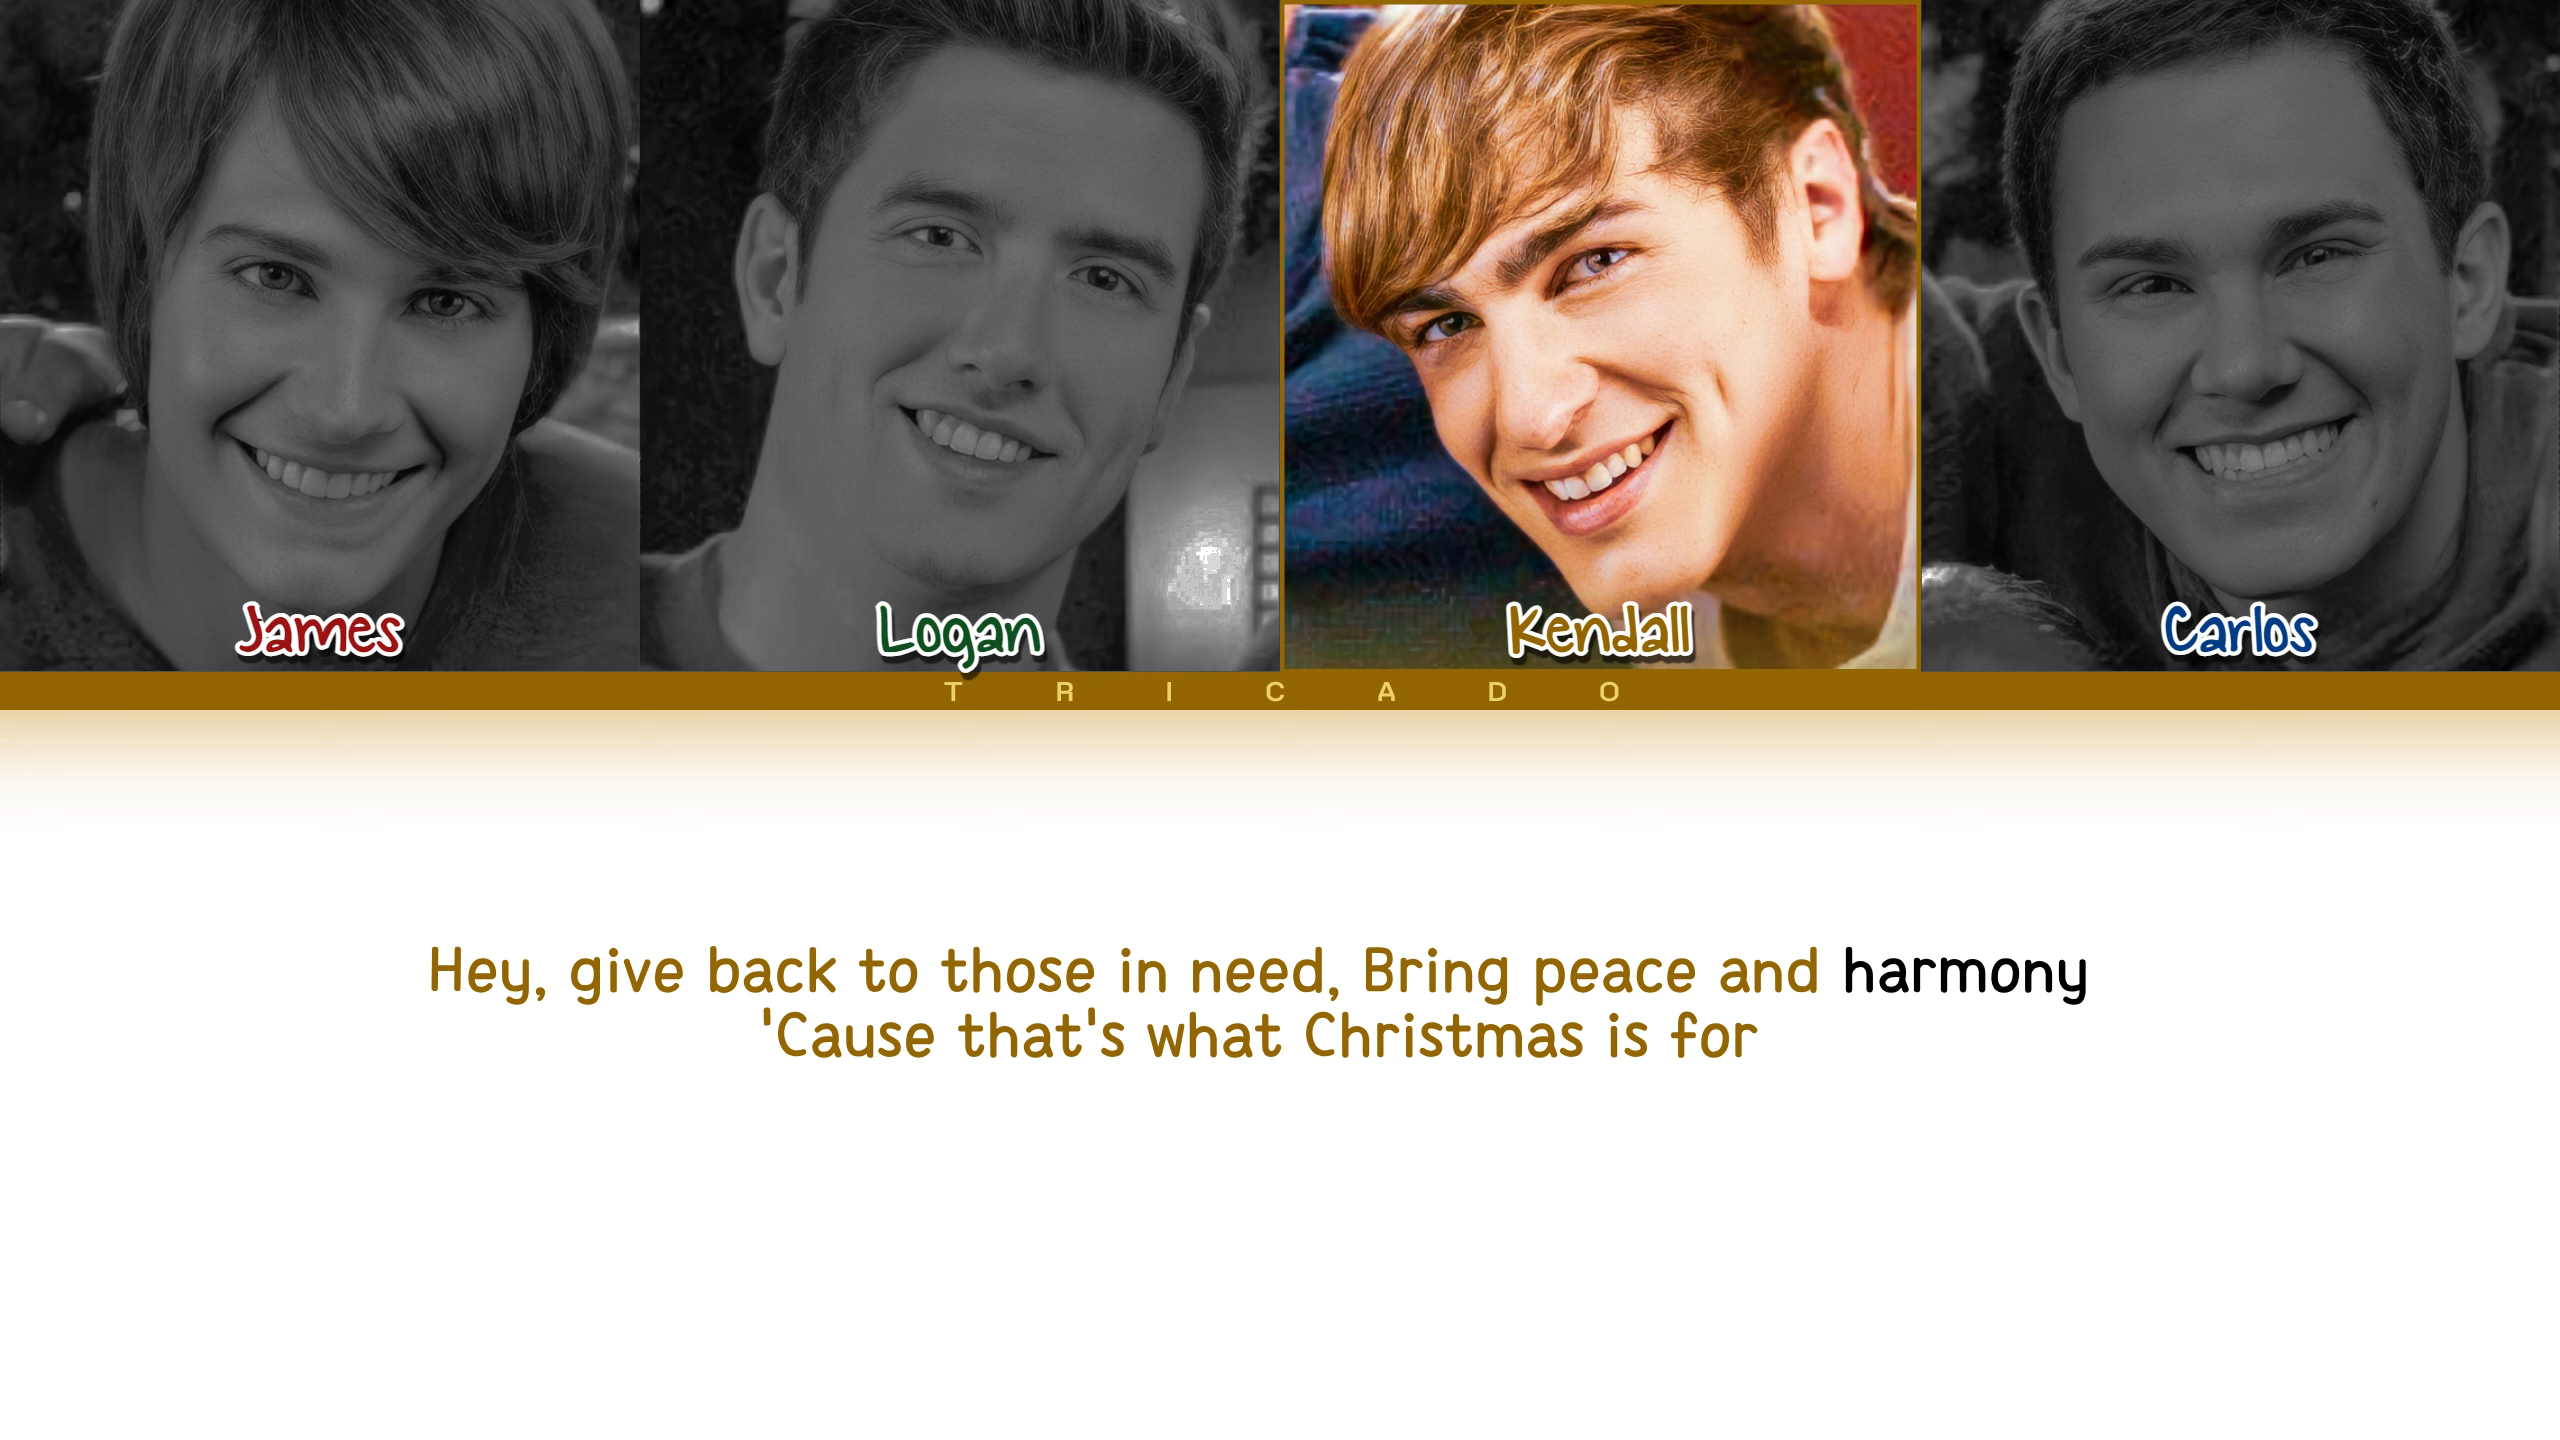 James
Logan
Kendall
Carlos
TRICADO
Hey, give back to those in need, Bring peace and harmony
'Cause that's what Christmas is for